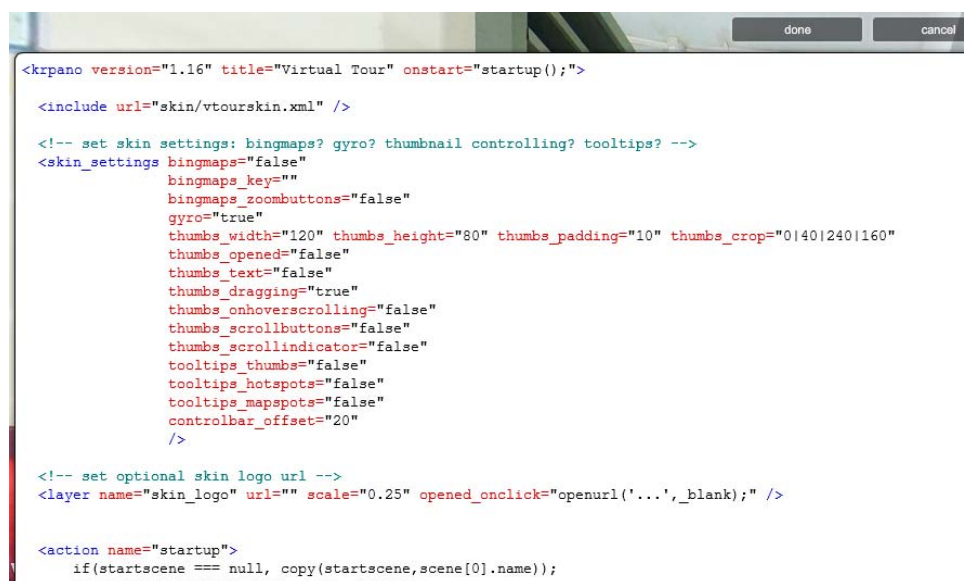 done cancel
<krpano version="1.16" title="Virtual Tour" onstart="startup();">
<include url="skin/vtourskin.xml" />
<!-- set skin settings: bingmaps? gyro? thumbnail controlling? tooltips? -->
<skin_settings bingmaps="false"
bingmaps_key=""
bingmaps_zoombuttons="false"
gyro="true"
thumbs_width="120" thumbs_height="80" thumbs_padding="10" thumbs_crop="0|40|240|160"
thumbs_opened="false"
thumbs_text="false"
thumbs_dragging="true"
thumbs_onhoverscrolling="false"
thumbs_scrollbuttons="false"
thumbs_scrollindicator="false"
tooltips_thumbs="false"
tooltips_hotspots="false"
tooltips_mapspots="false"
controlbar_offset="20"
/>
<!-- set optional skin logo url -->
<layer name="skin_logo" url="" scale="0.25" opened_onclick="openurl('...',_blank);" />
<action name="startup">
if(startscene === null, copy(startscene,scene[0].name));